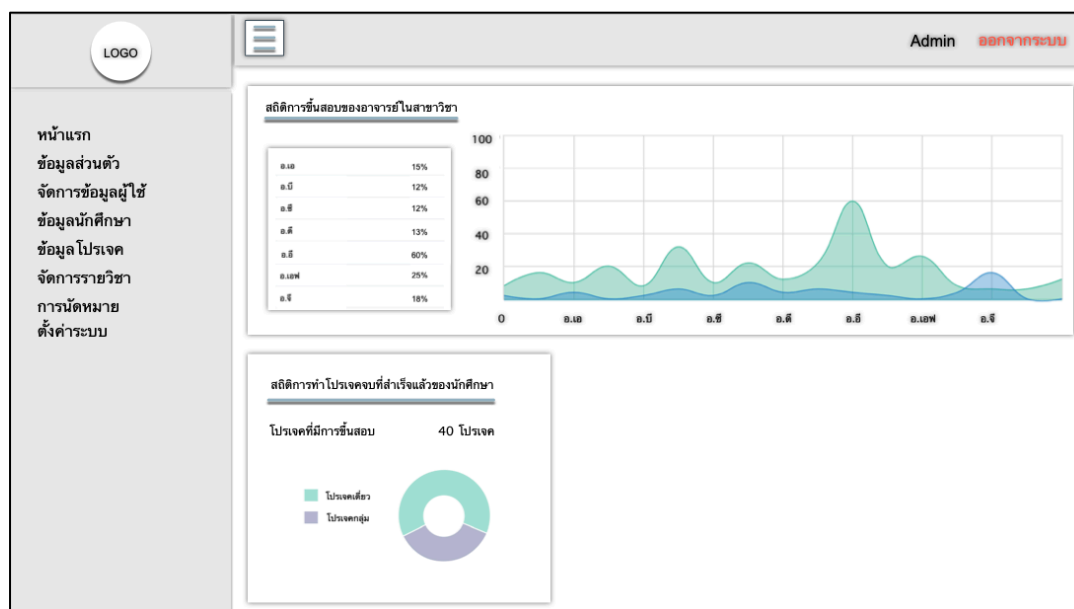 LOGO
Admin ออกจากระบบ
หน้าแรก
ข้อมูลส่วนตัว
จัดการข้อมูลผู้ใช้
ข้อมูลนักศึกษา
ข้อมูลโปรเจค
จัดการรายวิชา
การนัดหมาย
ตั้งค่าระบบ
สถิติการขึ้นสอบของอาจารย์ในสาขาวิชา
อ.เอ 15%
อ.บี 12%
อ.ซี 12%
อ.ดี 13%
อ.อี 60%
อ.เอฟ 25%
อ.จี 18%
100
80
60
40
20
0 อ.เอ อ.บี อ.ซี อ.ดี อ.อี อ.เอฟ อ.จี
สถิติการทำโปรเจคจบที่สำเร็จแล้วของนักศึกษา
โปรเจคที่มีการขึ้นสอบ 40 โปรเจค
โปรเจคเดี่ยว
โปรเจคกลุ่ม